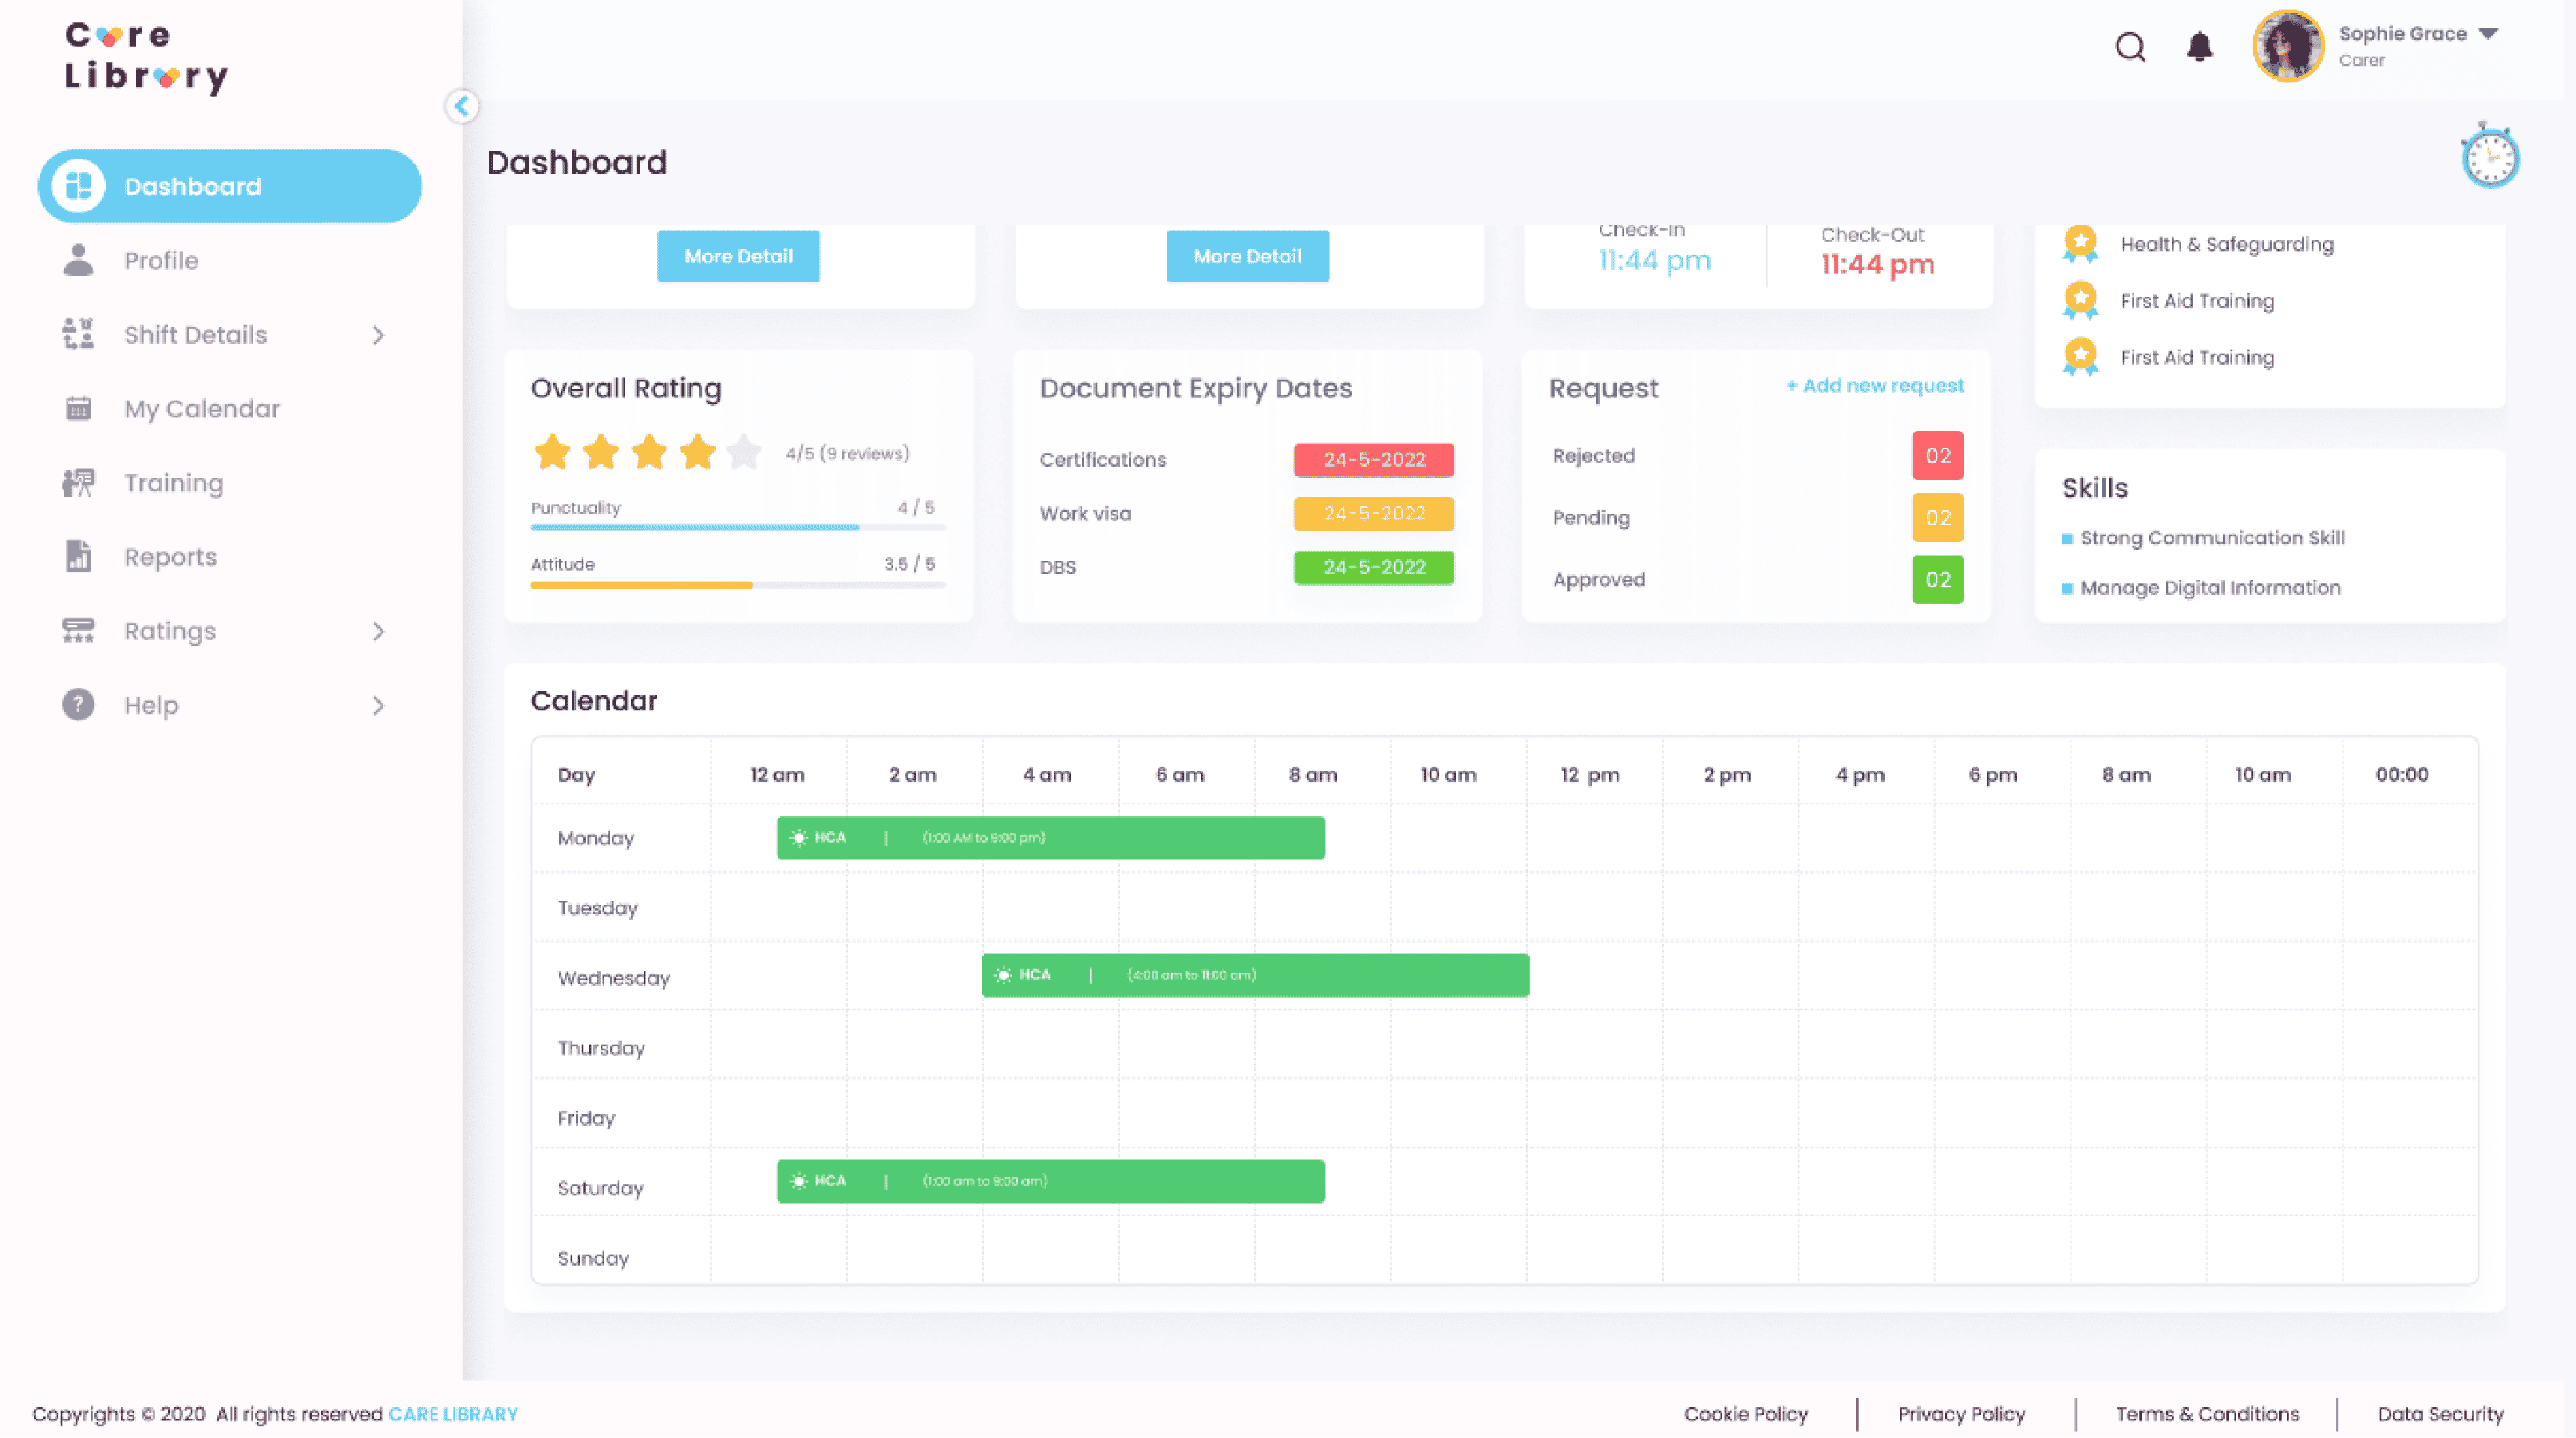 Care
Library
Sophie Grace
Carer
Dashboard
Dashboard
Profile
Shift Details
My Calendar
Training
Reports
Ratings
Help
More Detail
More Detail
Check-In
11:44 pm
Check-Out
11:44 pm
Health & Safeguarding
First Aid Training
First Aid Training
Overall Rating
4/5 (9 reviews)
Punctuality 4 / 5
Attitude 3.5 / 5
Document Expiry Dates
Certifications 24-5-2022
Work visa 24-5-2022
DBS 24-5-2022
Request + Add new request
Rejected 02
Pending 02
Approved 02
Skills
Strong Communication Skill
Manage Digital Information
Calendar
Day 12 am 2 am 4 am 6 am 8 am 10 am 12 pm 2 pm 4 pm 6 pm 8 am 10 am 00:00
Monday HCA | (1:00 AM to pm)
Tuesday
Wednesday HCA | (4:00 am to 11:00 am)
Thursday
Friday
Saturday HCA | (1:00 am to 9:00 am)
Sunday
Copyrights © 2020 All rights reserved CARE LIBRARY
Cookie Policy | Privacy Policy | Terms & Conditions | Data Security